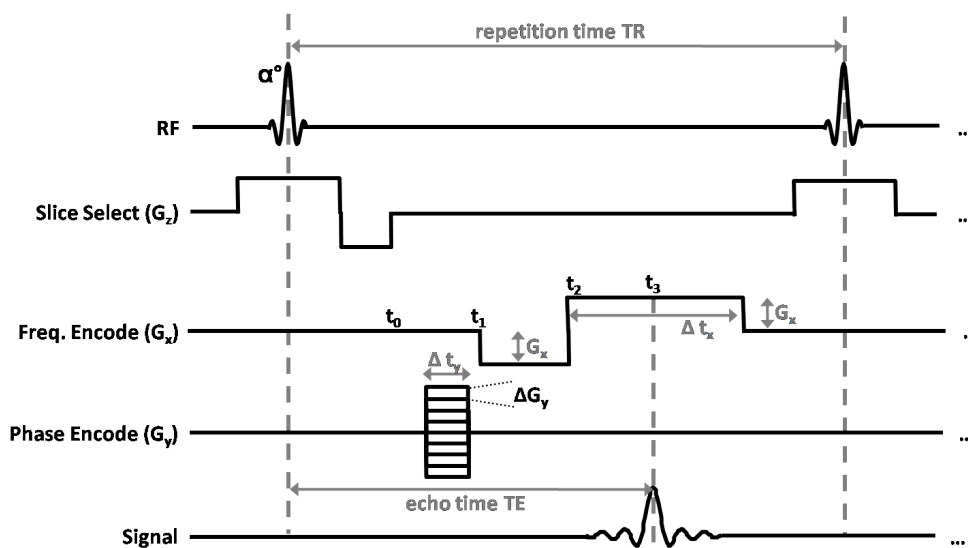 repetition time TR
α°
RF
...
Slice Select (Gz)
...
t2 t3
t0 t1
Freq. Encode (Gx)
Gx
Δ tx
Gx
..
Δ ty
ΔGy
Phase Encode (Gy)
...
echo time TE
Signal
...